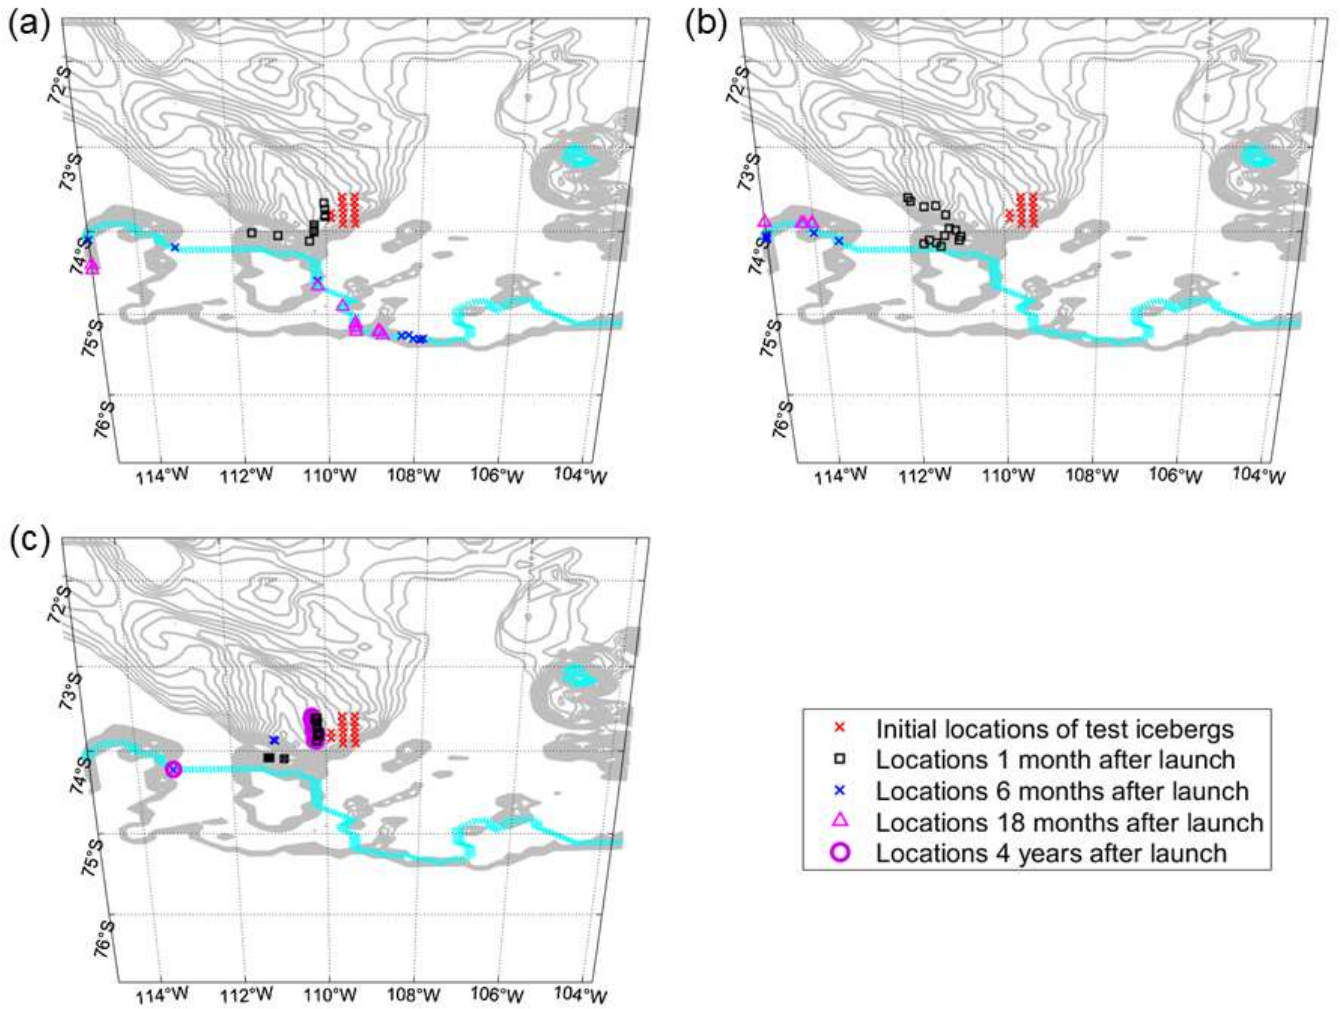 (a)
72°S
73°S
74°S
75°S
76°S
114°W 112°W 110°W 108°W 106°W 104°W
(b)
72°S
73°S
74°S
75°S
76°S
114°W 112°W 110°W 108°W 106°W 104°W
(c)
72°S
73°S
74°S
75°S
76°S
114°W 112°W 110°W 108°W 106°W 104°W
Initial locations of test icebergs
Locations 1 month after launch
Locations 6 months after launch
Locations 18 months after launch
Locations 4 years after launch